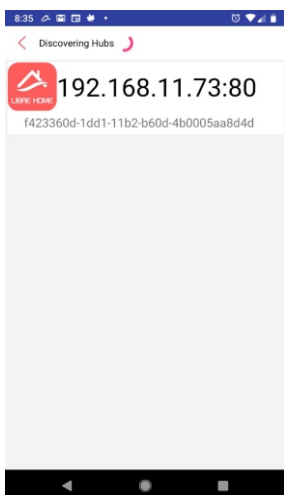 8:35
Discovering Hubs
192.168.11.73:80
LIBRE HOME
f423360d-1dd1-11b2-b60d-4b0005aa8d4d